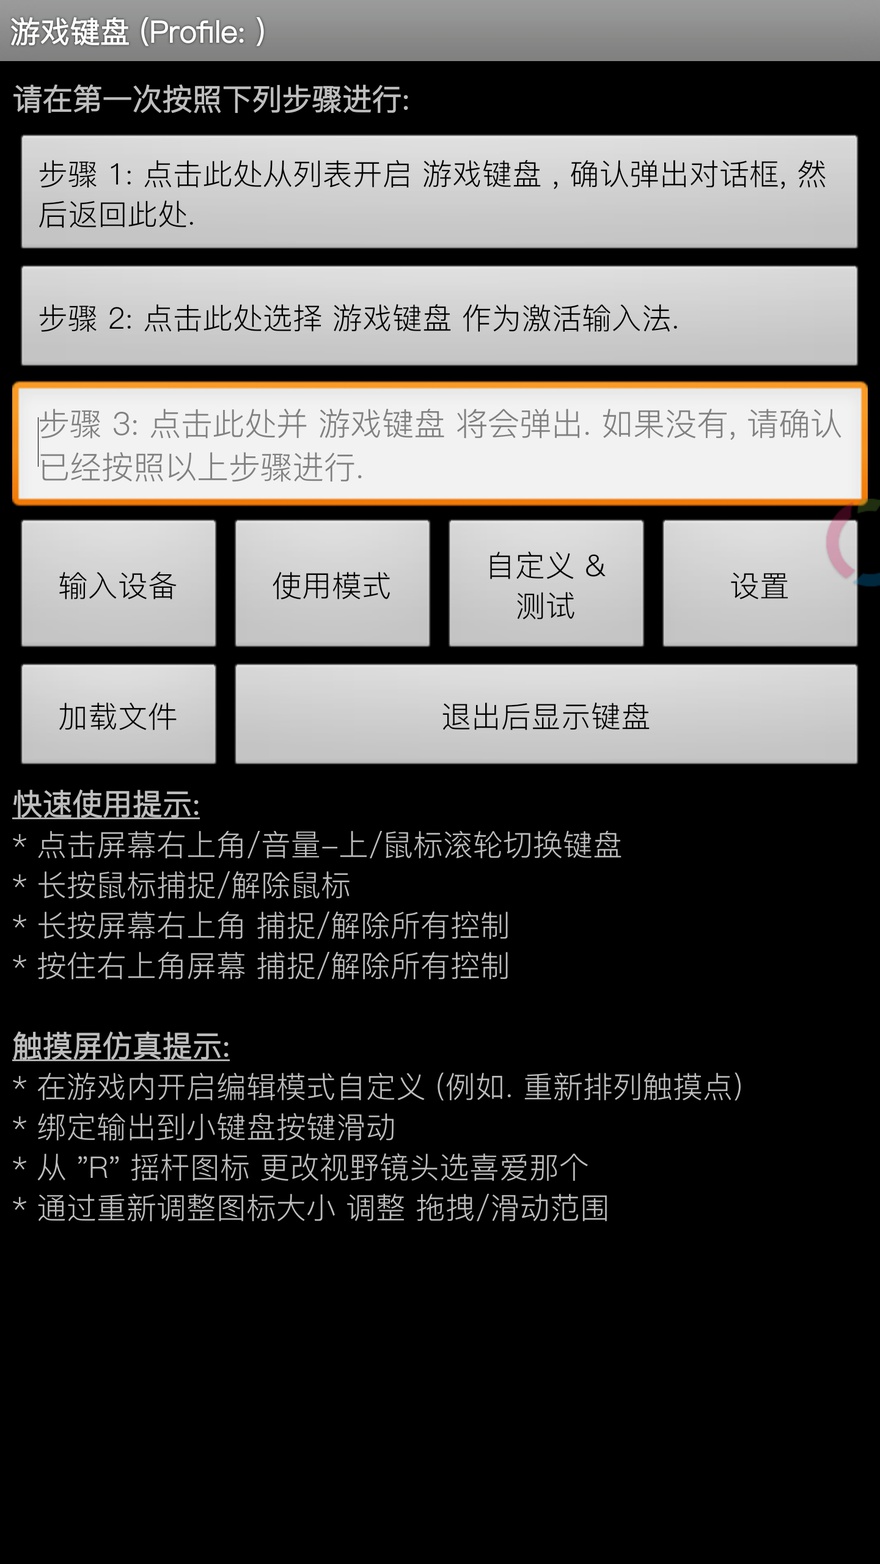 游戏键盘 (Profile: )
请在第一次按照下列步骤进行:
步骤 1: 点击此处从列表开启 游戏键盘 , 确认弹出对话框, 然
后返回此处.
步骤 2: 点击此处选择 游戏键盘 作为激活输入法.
步骤 3: 点击此处并 游戏键盘 将会弹出. 如果没有, 请确认
已经按照以上步骤进行.
输入设备
使用模式
自定义 &
测试
设置
加载文件
退出后显示键盘
快速使用提示:
* 点击屏幕右上角/音量-上/鼠标滚轮切换键盘
* 长按鼠标捕捉/解除鼠标
* 长按屏幕右上角 捕捉/解除所有控制
* 按住右上角屏幕 捕捉/解除所有控制
触摸屏仿真提示:
* 在游戏内开启编辑模式自定义 (例如. 重新排列触摸点)
* 绑定输出到小键盘按键滑动
* 从 "R" 摇杆图标 更改视野镜头选喜爱那个
* 通过重新调整图标大小 调整 拖拽/滑动范围